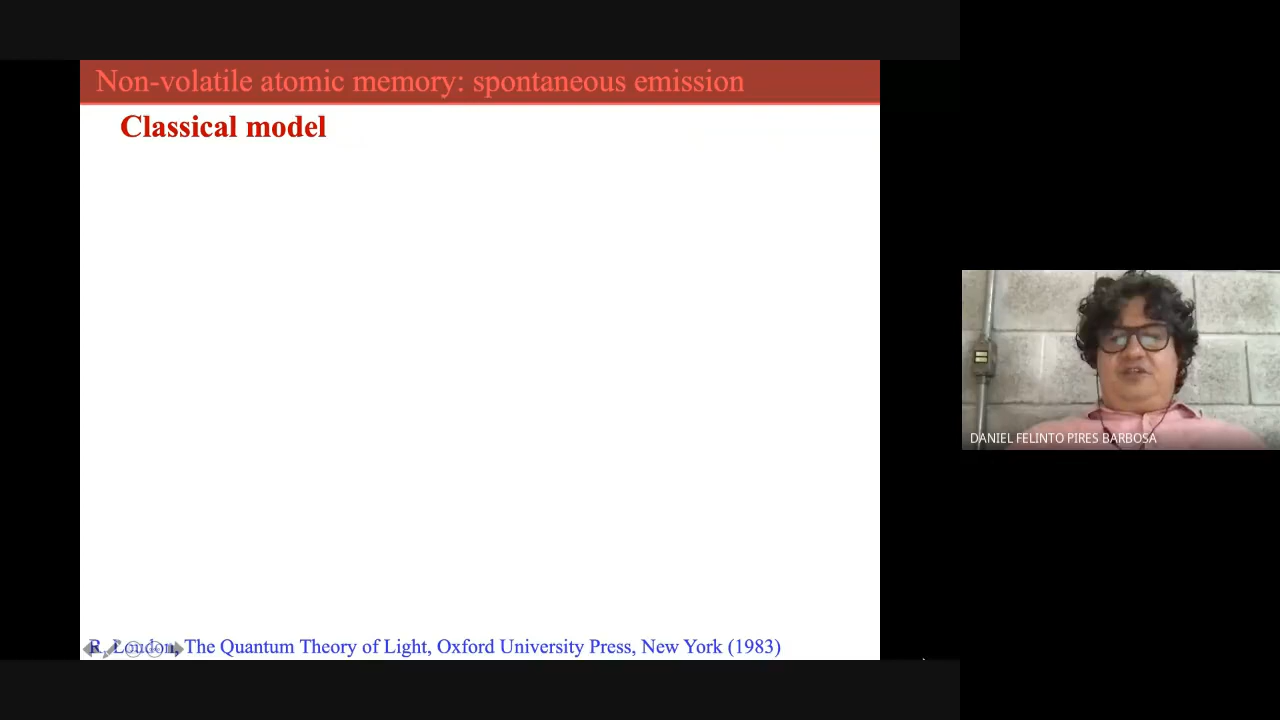 Non-volatile atomic memory: spontaneous emission
Classical model
DANIEL FELINTO PIRES BARBOSA
R. Loudon, The Quantum Theory of Light, Oxford University Press, New York (1983)